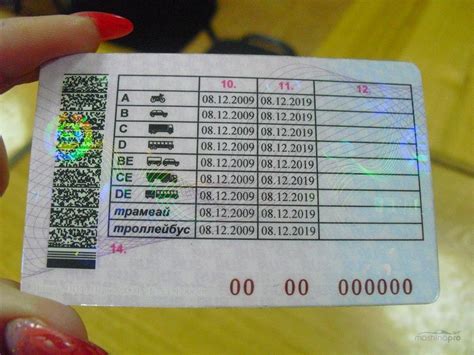 10. 11. 12.
A 08.12.2009 08.12.2019
B 08.12.2009 08.12.2019
C 08.12.2009 08.12.2019
D 08.12.2009 08.12.2019
BE 08.12.2009 08.12.2019
CE 08.12.2009 08.12.2019
DE 08.12.2009 08.12.2019
трамвай 08.12.2009 08.12.2019
троллейбус 08.12.2009 08.12.2019
14.
00 00 000000
mashinapro